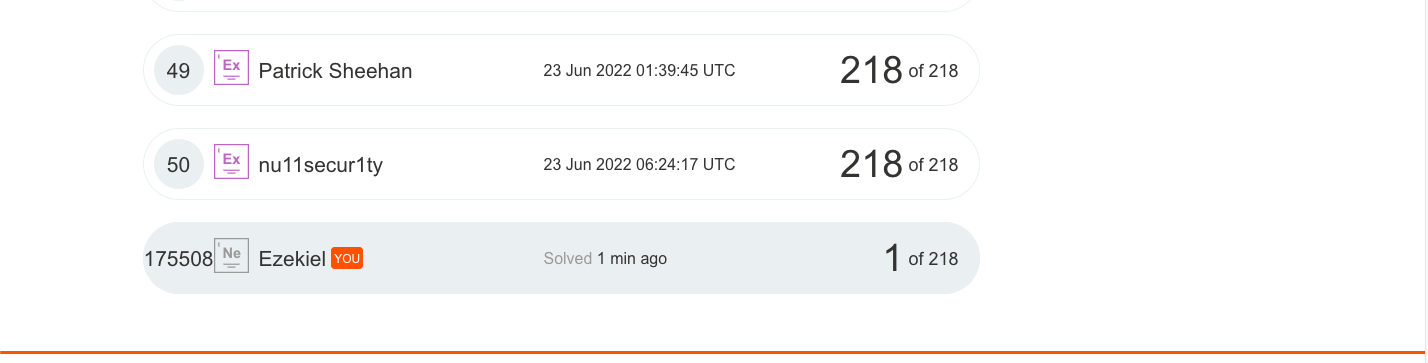 49 Ex Patrick Sheehan 23 Jun 2022 01:39:45 UTC 218 of 218
50 Ex nu11secur1ty 23 Jun 2022 06:24:17 UTC 218 of 218
175508 Ne Ezekiel YOU Solved 1 min ago 1 of 218